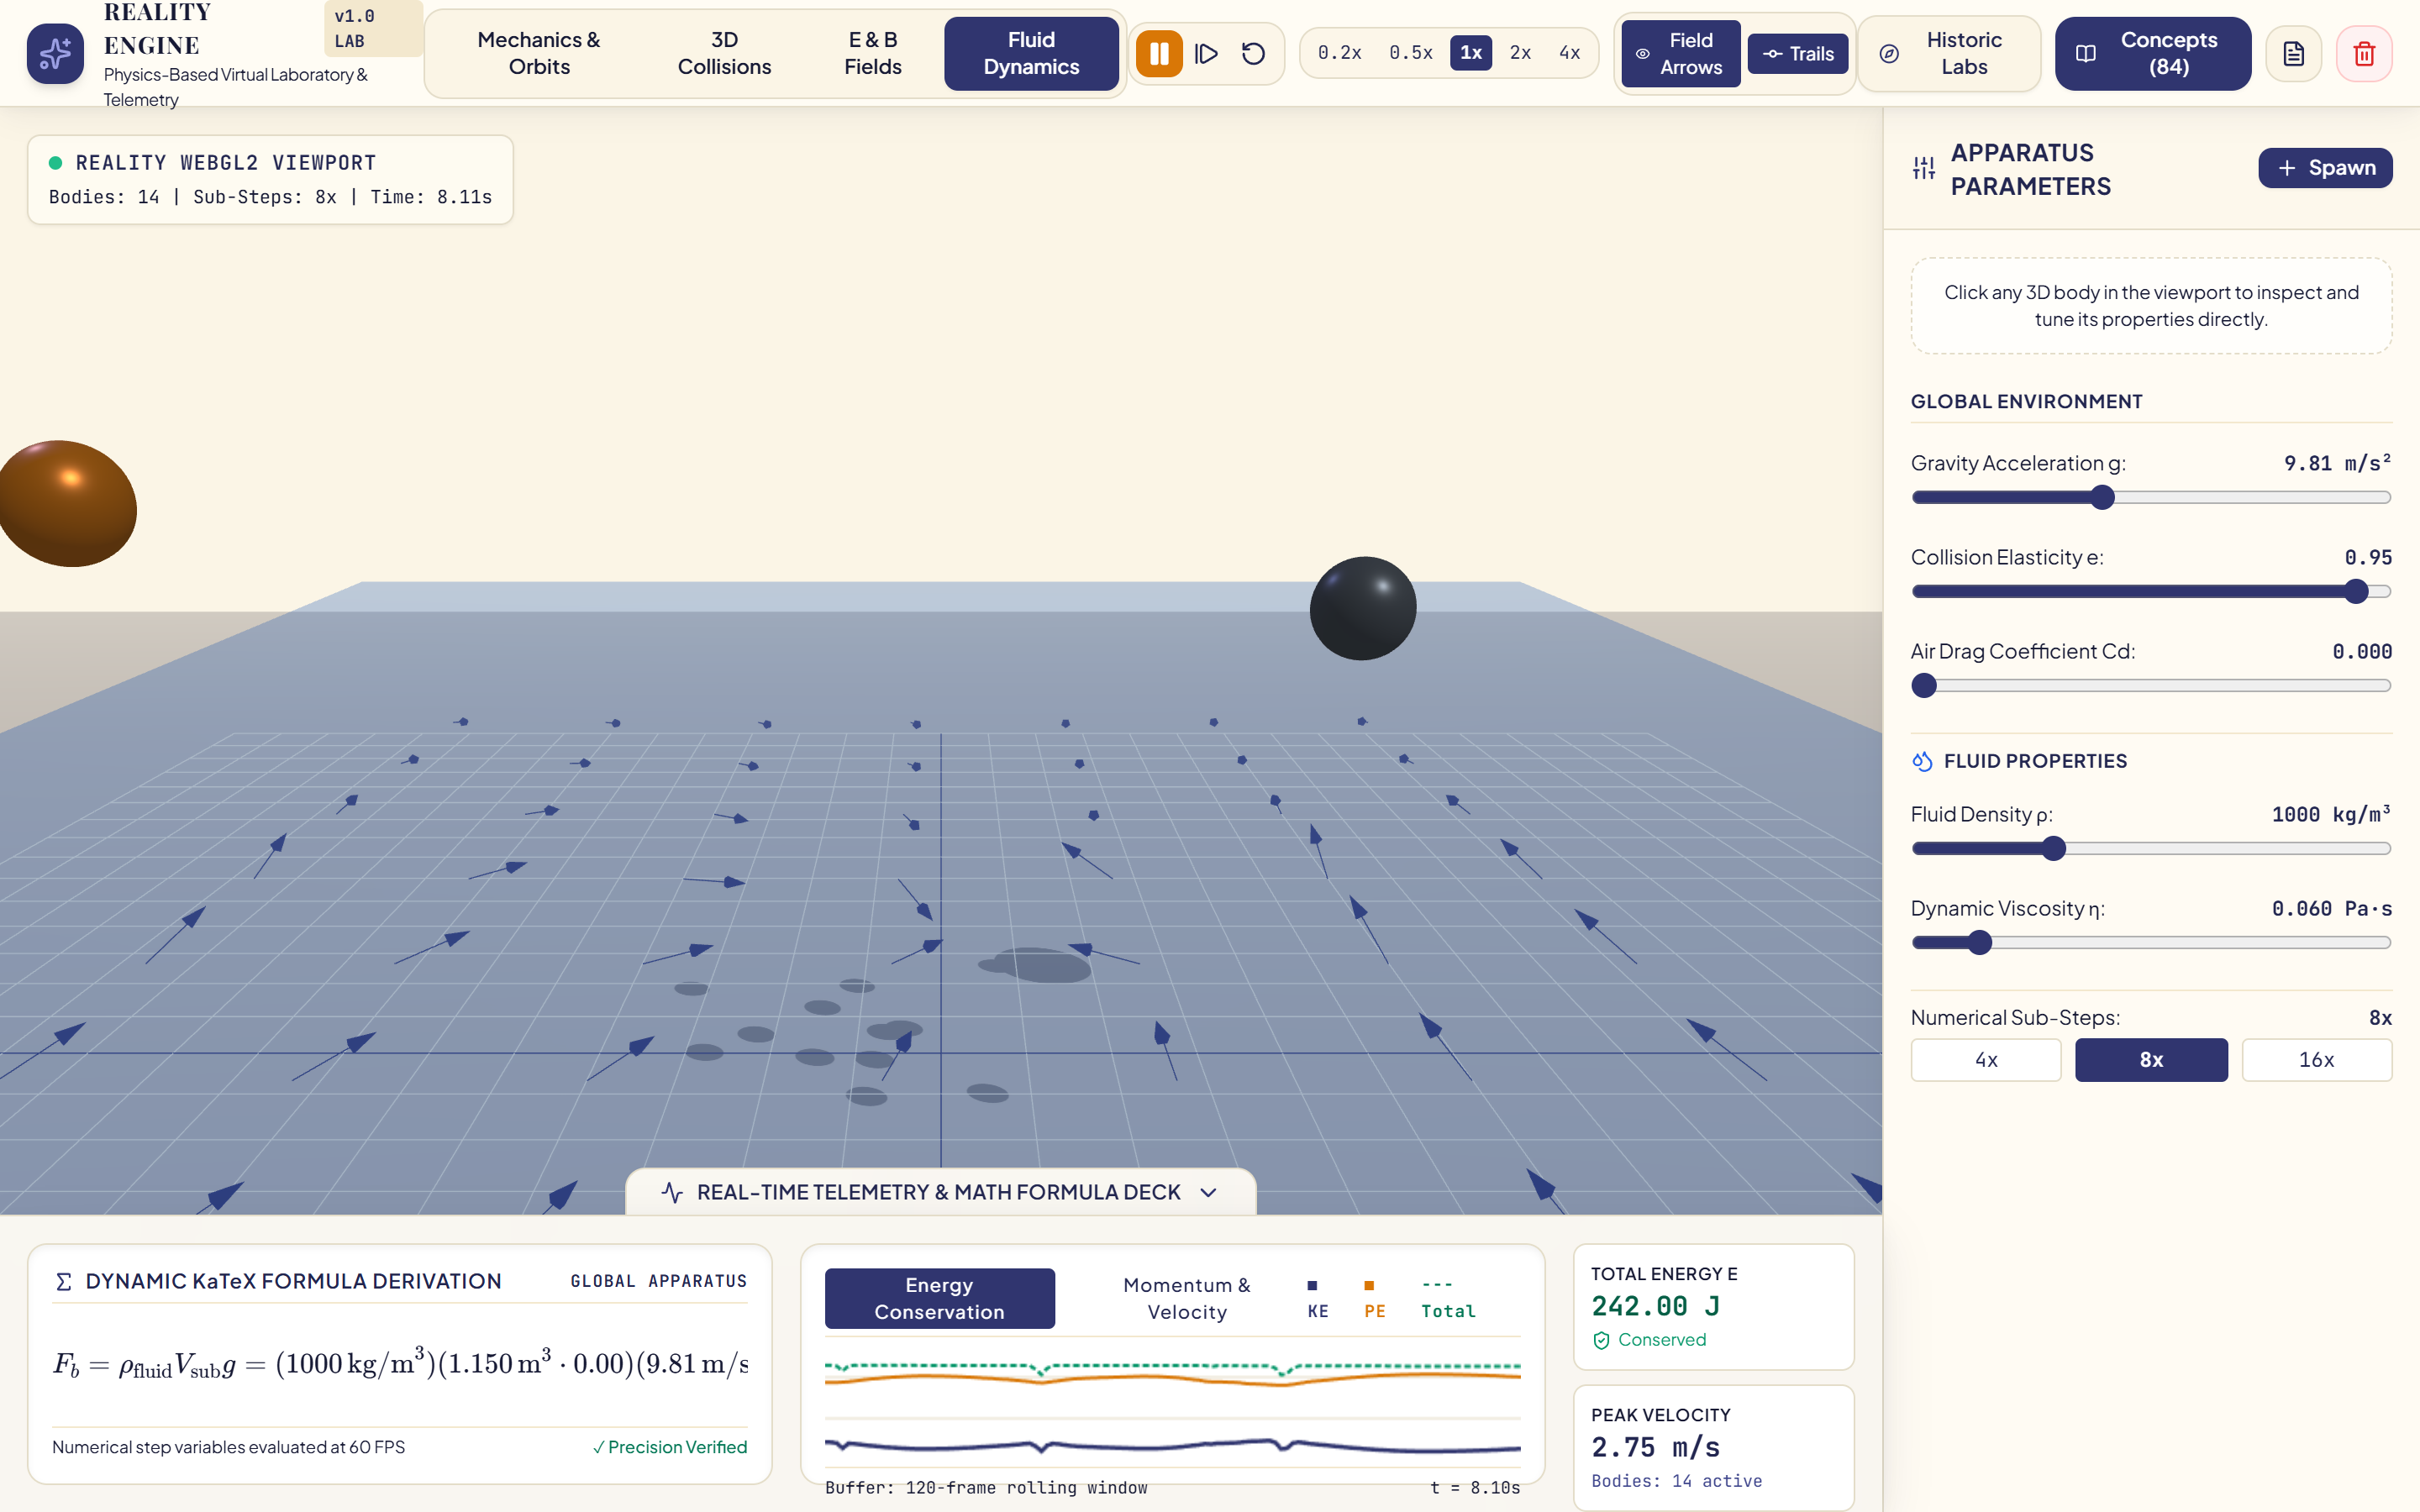 REALITY
ENGINE
v1.0
LAB
Physics-Based Virtual Laboratory &
Telemetry
Mechanics &
Orbits
3D
Collisions
E & B
Fields
Fluid
Dynamics
0.2x 0.5x 1x 2x 4x
Field
Arrows
Trails
Historic
Labs
Concepts
(84)
REALITY WEBGL2 VIEWPORT
Bodies: 14 | Sub-Steps: 8x | Time: 8.11s
APPARATUS
PARAMETERS
Spawn
Click any 3D body in the viewport to inspect and
tune its properties directly.
GLOBAL ENVIRONMENT
Gravity Acceleration g: 9.81 m/s²
Collision Elasticity e: 0.95
Air Drag Coefficient Cd: 0.000
FLUID PROPERTIES
Fluid Density ρ: 1000 kg/m³
Dynamic Viscosity η: 0.060 Pa·s
Numerical Sub-Steps: 8x
4x 8x 16x
REAL-TIME TELEMETRY & MATH FORMULA DECK
DYNAMIC KaTeX FORMULA DERIVATION GLOBAL APPARATUS
F_b = ρ_fluid V_sub g = (1000 kg/m³)(1.150 m³ · 0.00)(9.81 m/s
Numerical step variables evaluated at 60 FPS ✓ Precision Verified
Energy
Conservation
Momentum &
Velocity
■ KE
■ PE
--- Total
Buffer: 120-frame rolling window t = 8.10s
TOTAL ENERGY E
242.00 J
Conserved
PEAK VELOCITY
2.75 m/s
Bodies: 14 active